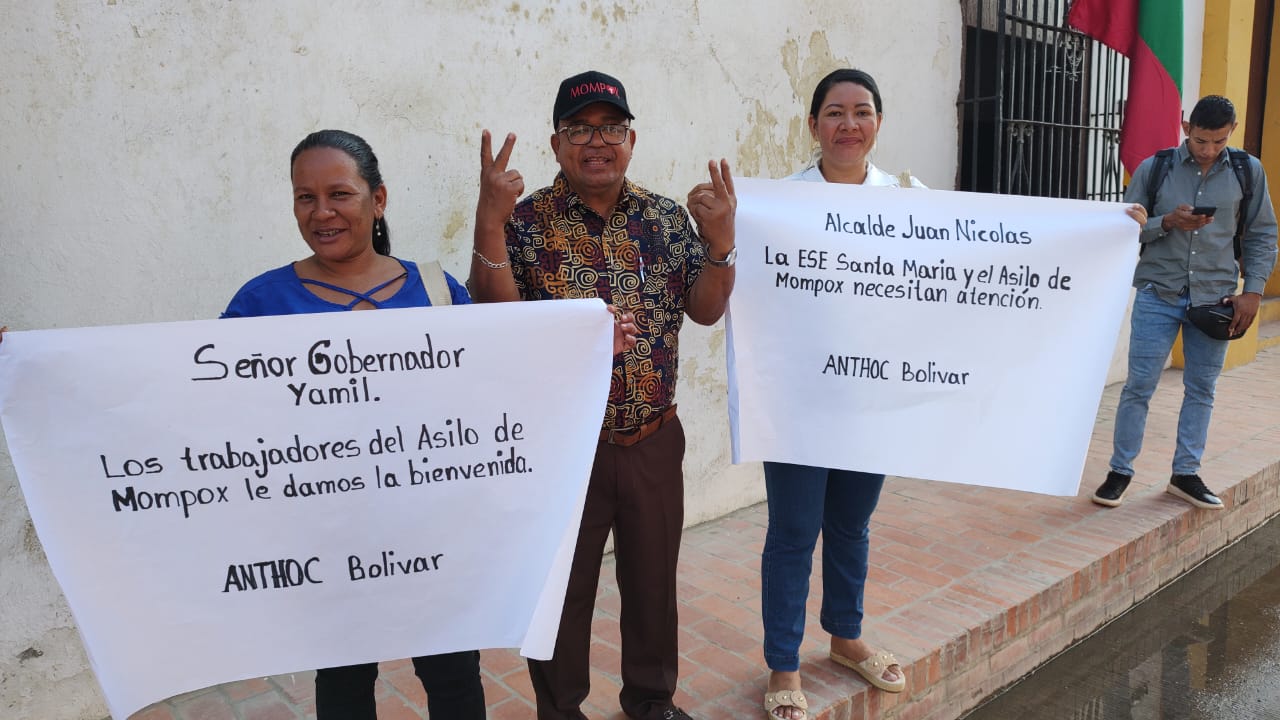 MOMPOX
Señor Gobernador
Yamil.
Los trabajadores del Asilo de
Mompox le damos la bienvenida.
ANTHOC Bolivar
Alcalde Juan Nicolas
La ESE Santa Maria y el Asilo de
Mompox necesitan atención.
ANTHOC Bolivar